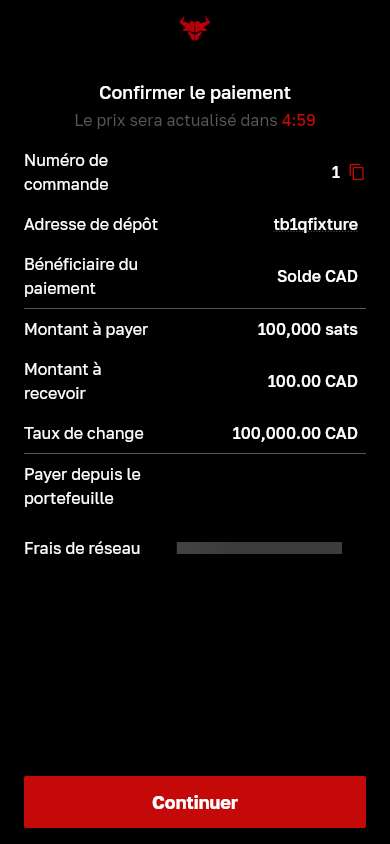 Confirmer le paiement
Le prix sera actualisé dans 4:59
Numéro de
commande
1
Adresse de dépôt
tb1qfixture
Bénéficiaire du
paiement
Solde CAD
Montant à payer
100,000 sats
Montant à
recevoir
100.00 CAD
Taux de change
100,000.00 CAD
Payer depuis le
portefeuille
Frais de réseau
Continuer